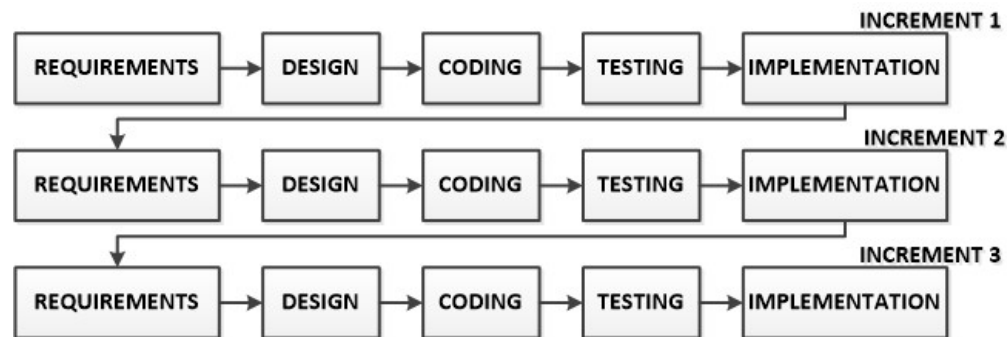 INCREMENT 1
REQUIREMENTS DESIGN CODING TESTING IMPLEMENTATION
INCREMENT 2
REQUIREMENTS DESIGN CODING TESTING IMPLEMENTATION
INCREMENT 3
REQUIREMENTS DESIGN CODING TESTING IMPLEMENTATION